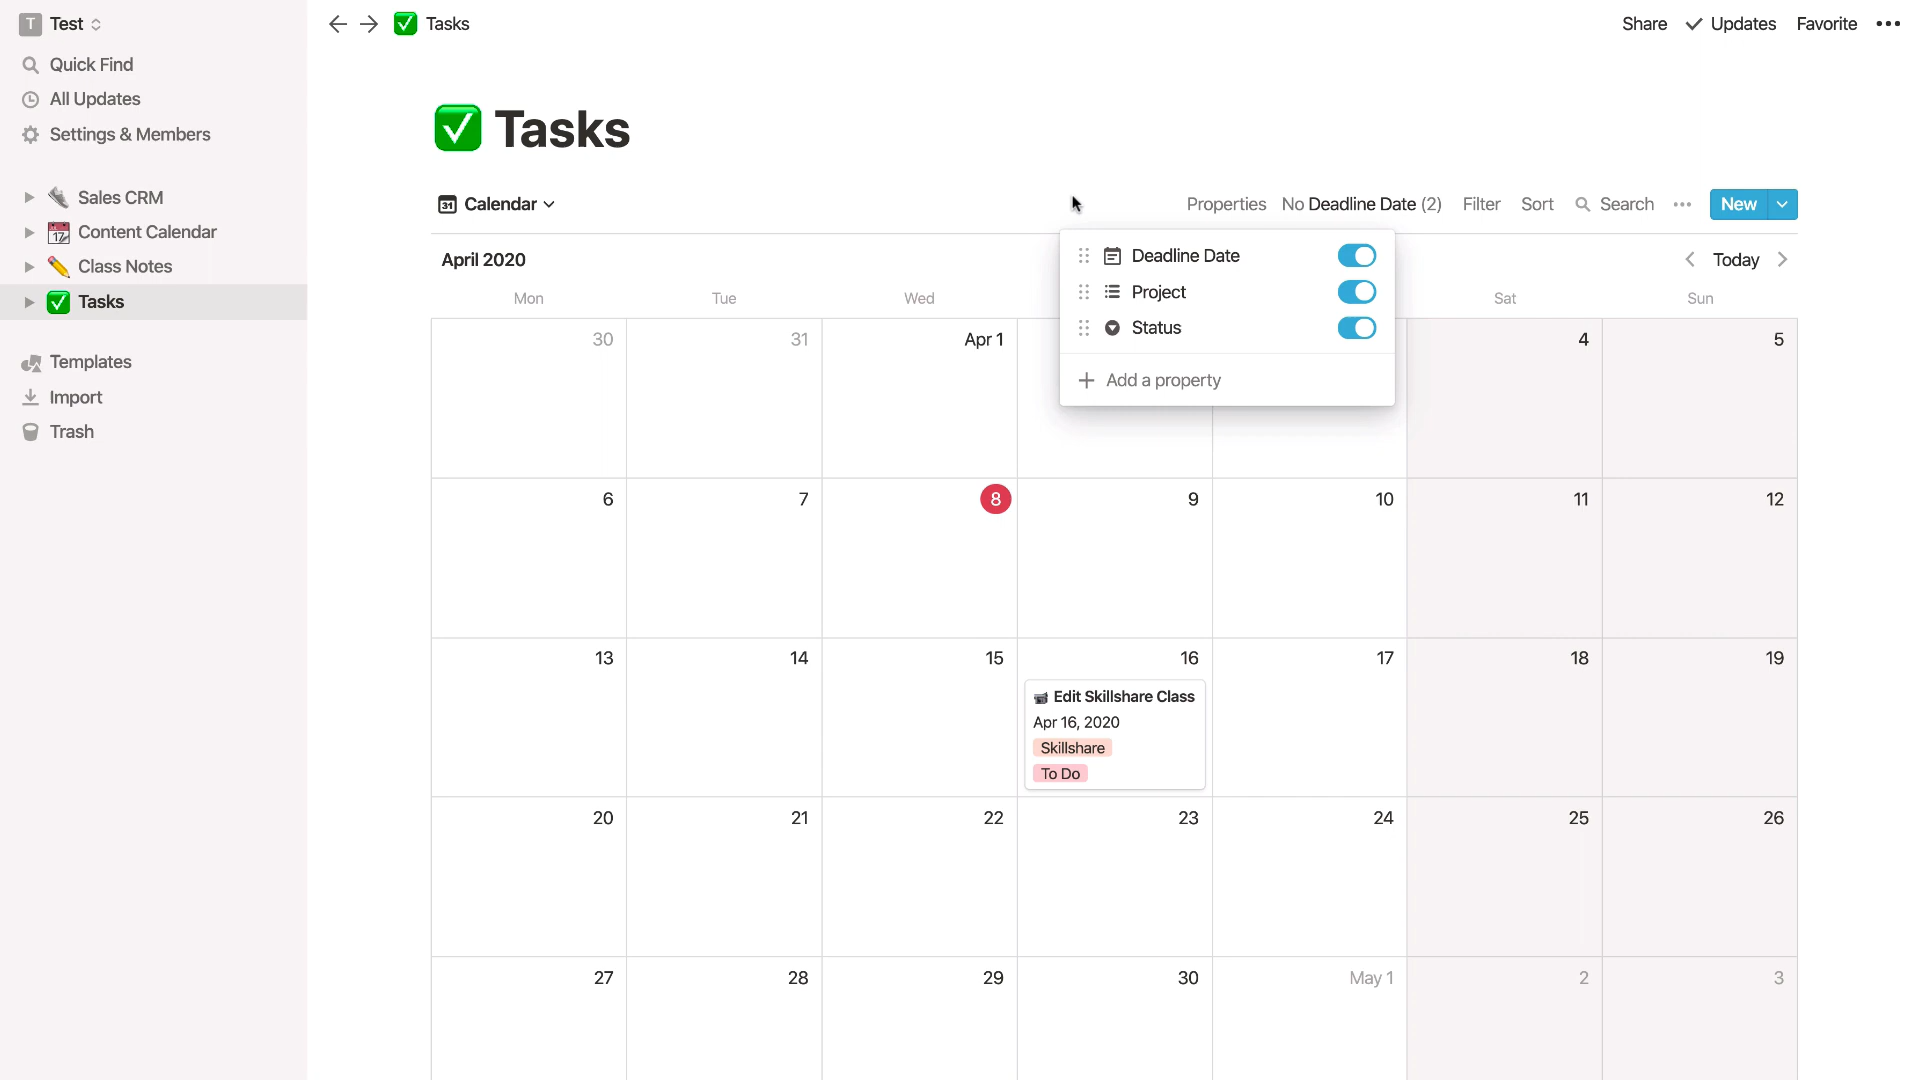 T Test
Tasks
Share Updates Favorite
Quick Find
All Updates
Settings & Members
Sales CRM
Content Calendar
Class Notes
Tasks
Templates
Import
Trash
Tasks
31 Calendar
Properties No Deadline Date (2) Filter Sort Search New
Deadline Date
Project
Status
Add a property
April 2020
Today
Mon Tue Wed Sat Sun
30 31 Apr 1 4 5
6 7 8 9 10 11 12
13 14 15 16 17 18 19
Edit Skillshare Class
Apr 16, 2020
Skillshare
To Do
20 21 22 23 24 25 26
27 28 29 30 May 1 2 3